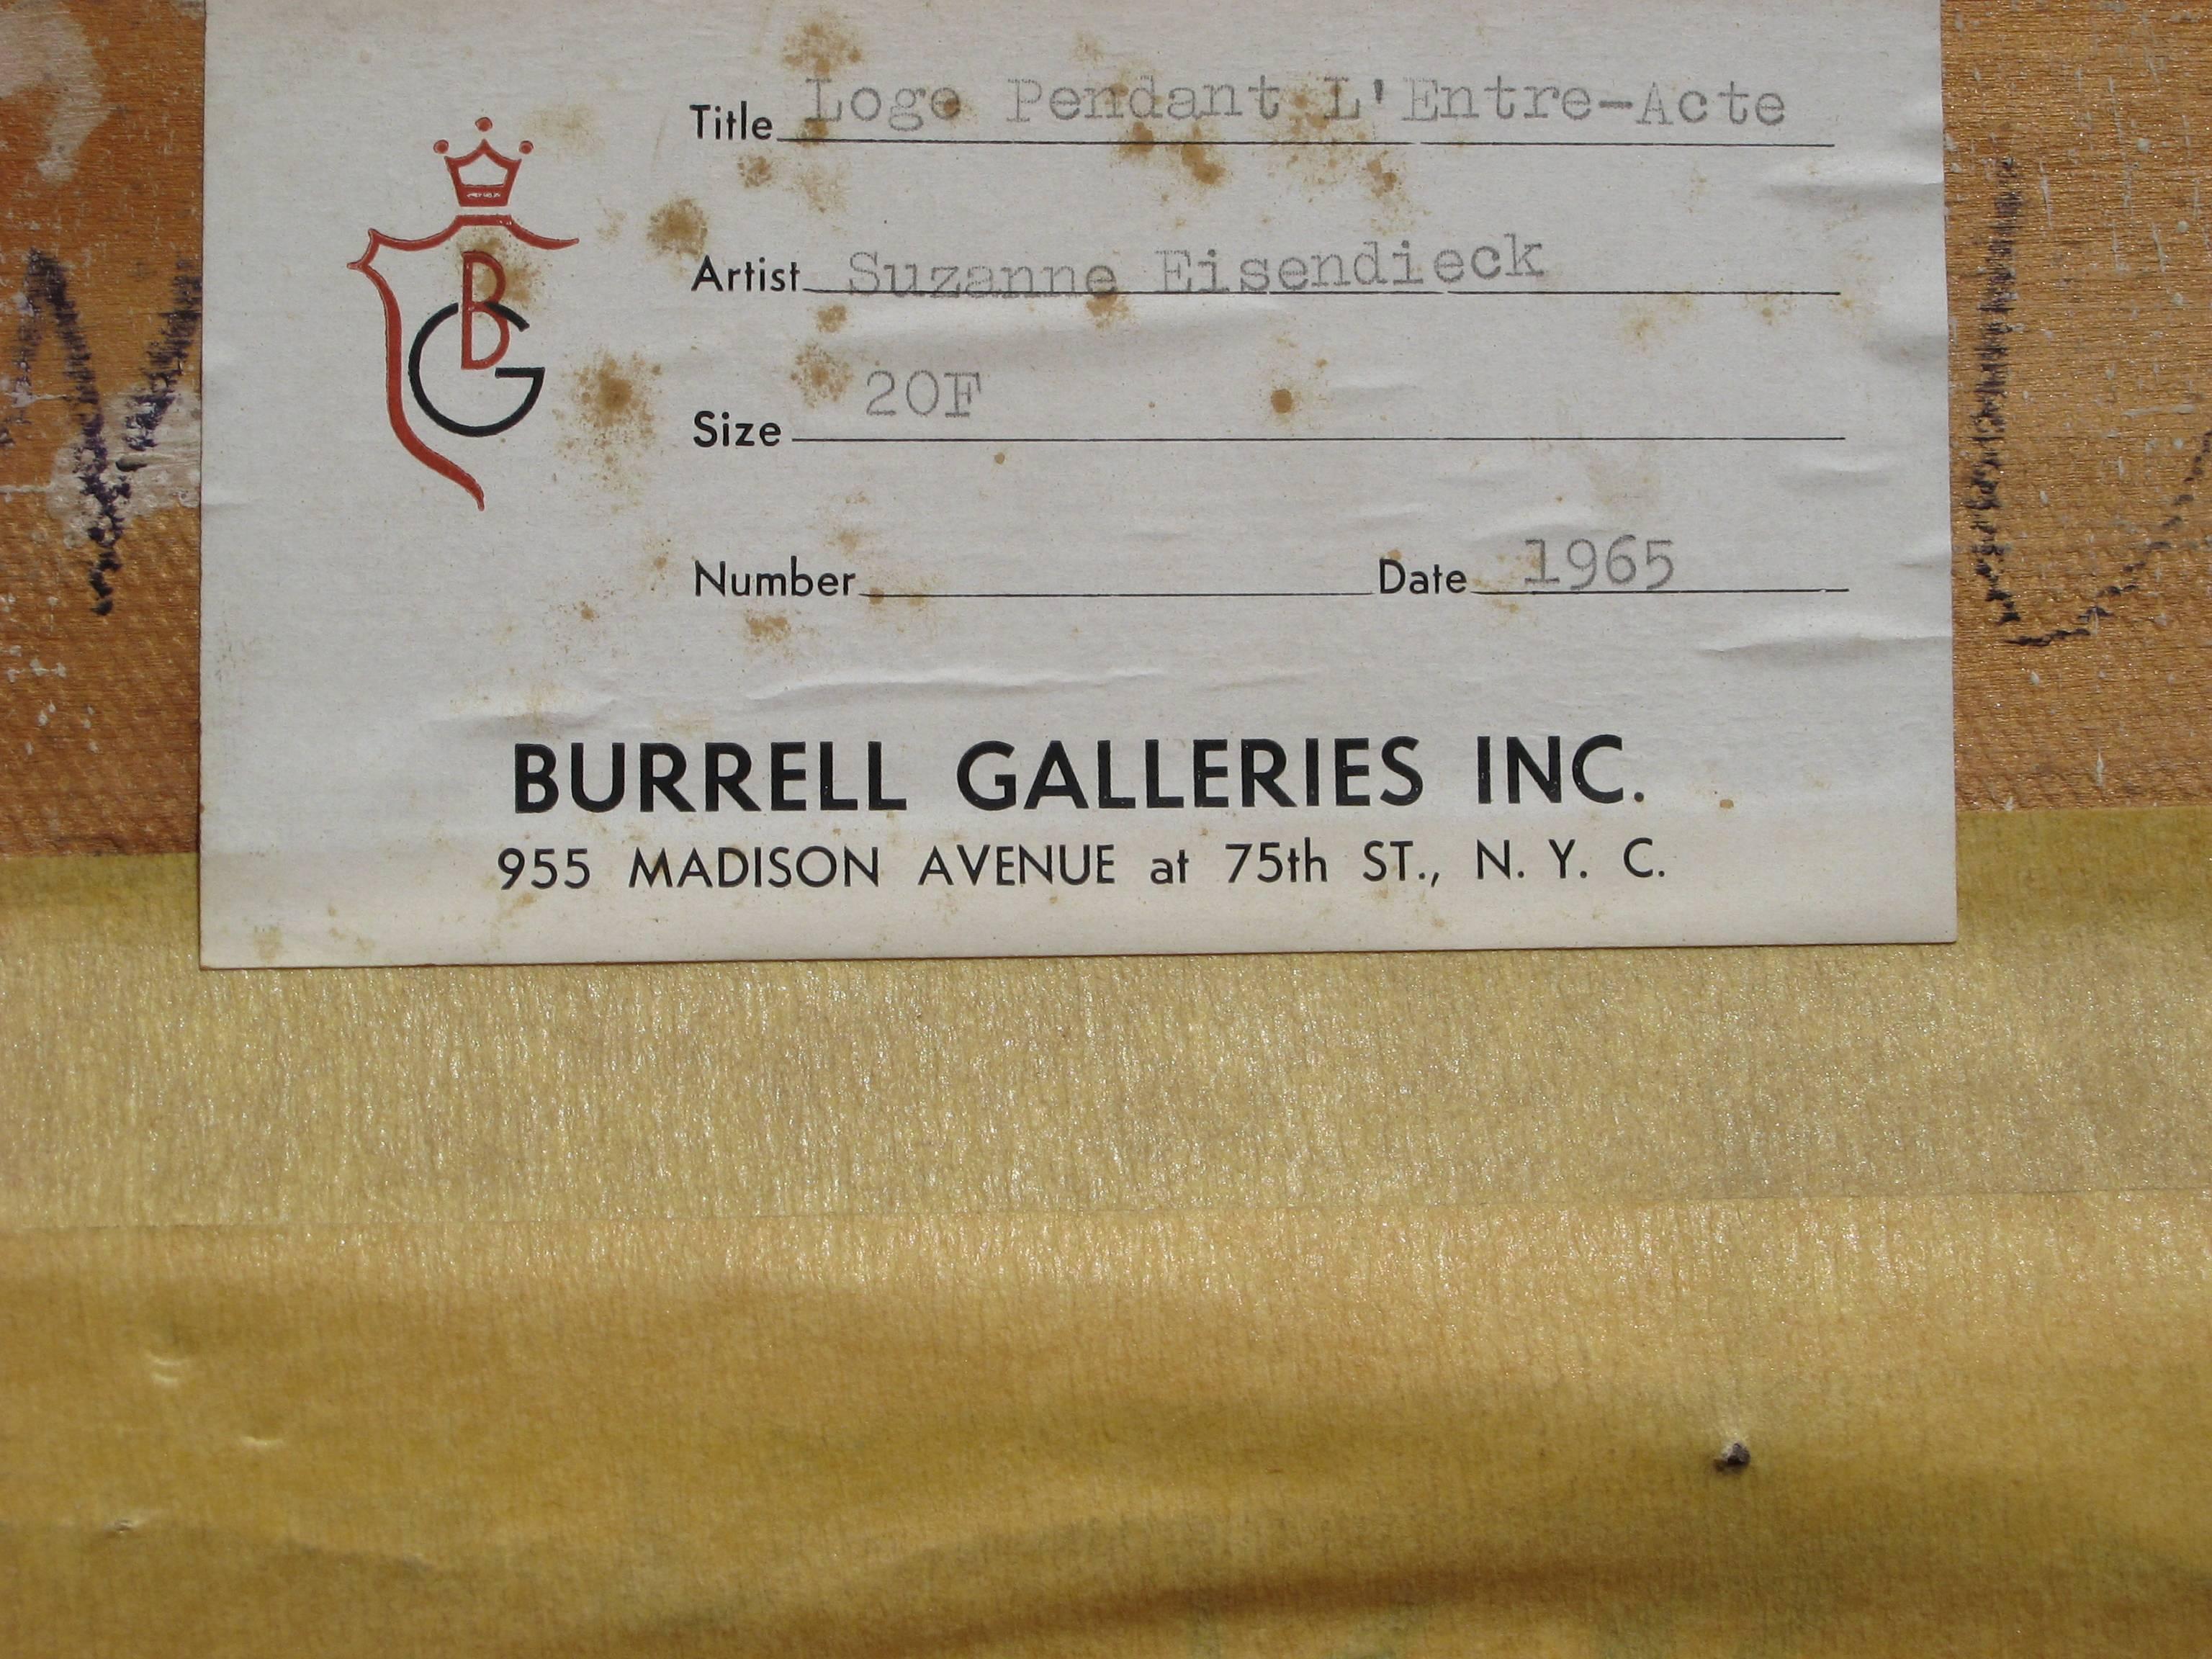 Title Loge Pendant L'Entre-Acte
BG
Artist Suzanne Eisendieck
Size 20F
Number Date 1965
BURRELL GALLERIES INC.
955 MADISON AVENUE at 75th ST., N. Y. C.